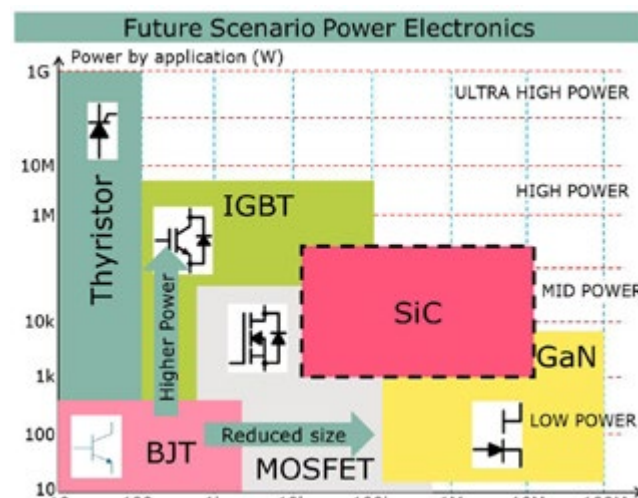 Future Scenario Power Electronics
Power by application (W)
1G
ULTRA HIGH POWER
10M
HIGH POWER
1M
IGBT
Thyristor
Higher Power
MID POWER
SiC
10k
GaN
1k
LOW POWER
100
BJT
Reduced size
MOSFET
10